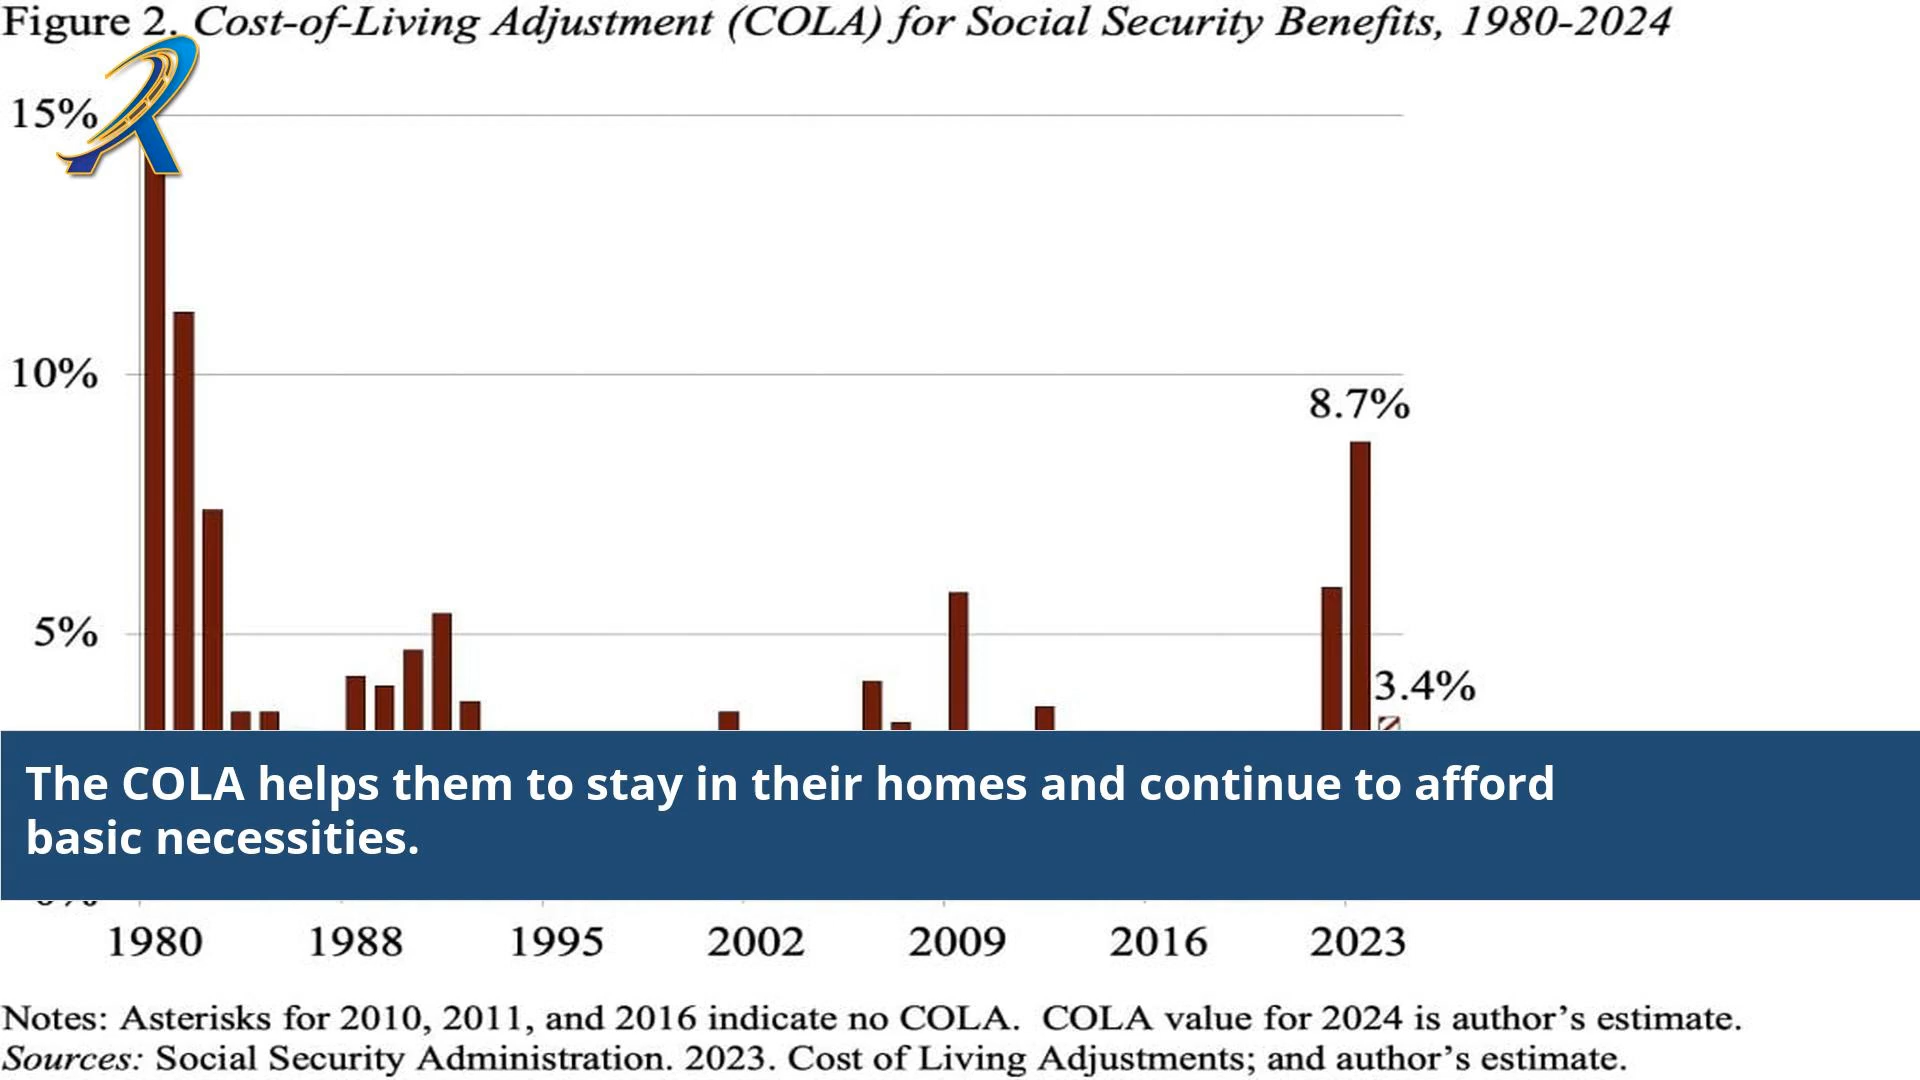 Figure 2. Cost-of-Living Adjustment (COLA) for Social Security Benefits, 1980-2024
15%
10%
8.7%
5%
3.4%
The COLA helps them to stay in their homes and continue to afford
basic necessities.
1980 1988 1995 2002 2009 2016 2023
Notes: Asterisks for 2010, 2011, and 2016 indicate no COLA. COLA value for 2024 is author's estimate.
Sources: Social Security Administration. 2023. Cost of Living Adjustments; and author's estimate.